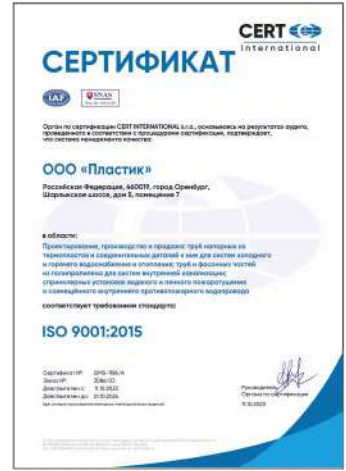 CERT
International
СЕРТИФИКАТ
IAF
SNAS
Орган по сертификации CERT INTERNATIONAL s.r.o., основываясь на результатах аудита,
проведенного в соответствии с процедурами сертификации, подтверждает,
что система менеджмента качества:
ООО «Пластик»
Российская Федерация, 460019, город Оренбург,
Шарлыкское шоссе, дом 5, помещение 7
в области:
Проектирование, производство и продажа: труб напорных из
термопластов и соединительных деталей к ним для систем холодного
и горячего водоснабжения и отопления; труб и фасонных частей
из полипропилена для систем внутренней канализации;
спринклерных установок водяного и пенного пожаротушения
и совмещённого внутреннего противопожарного водопровода
соответствует требованиям стандарта:
ISO 9001:2015
Сертификат №
Заказ №
Действителен с:
Действителен до:
Руководитель
Органа по сертификации